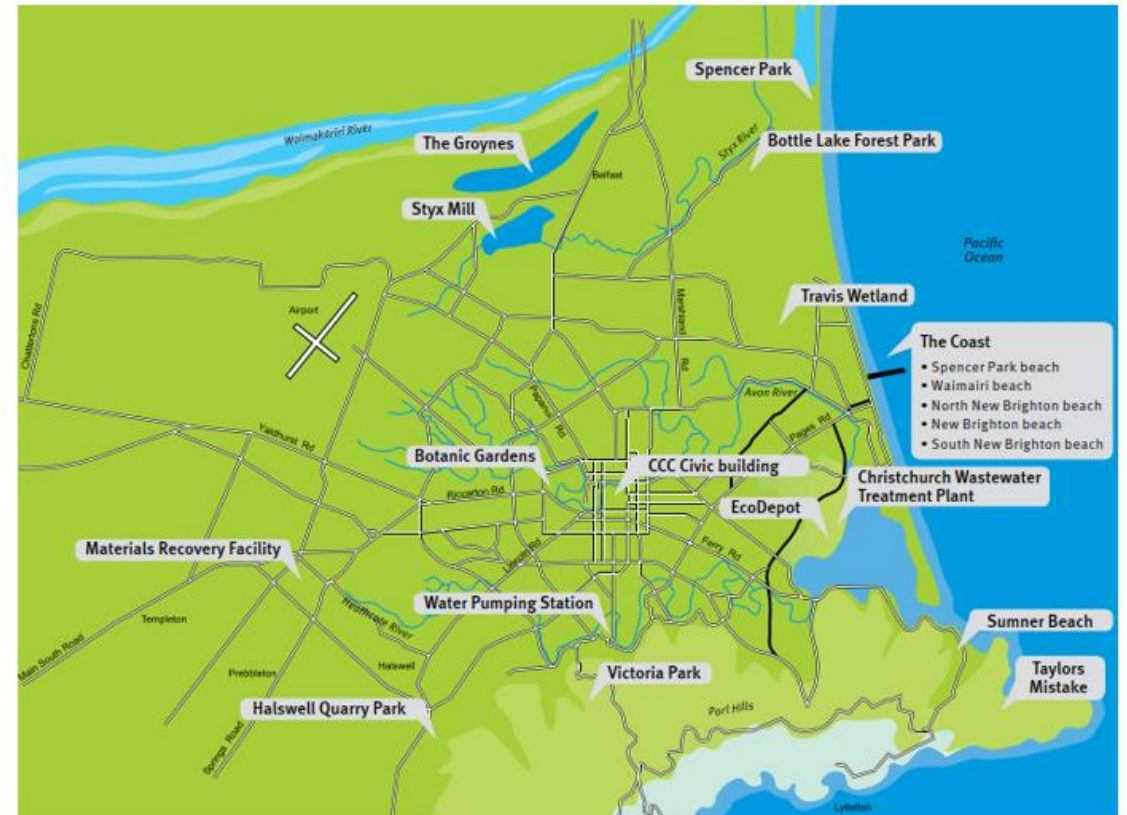 Spencer Park
Waimakariri River
The Groynes
Styx River
Bottle Lake Forest Park
Belfast
Styx Mill
Pacific
Ocean
Chattertons Rd
Airport
Marshland Rd
Travis Wetland
The Coast
• Spencer Park beach
• Waimairi beach
• North New Brighton beach
• New Brighton beach
• South New Brighton beach
Avon River
Papanui Rd
Pages Rd
Yaldhurst Rd
Botanic Gardens
CCC Civic building
Christchurch Wastewater
Treatment Plant
Riccarton Rd
EcoDepot
Materials Recovery Facility
Lincoln Rd
Ferry Rd
Water Pumping Station
Heathcote River
Templeton
Sumner Beach
Main South Road
Halswell
Prebbleton
Victoria Park
Taylors
Mistake
Halswell Quarry Park
Port Hills
Springs Road
Lyttelton